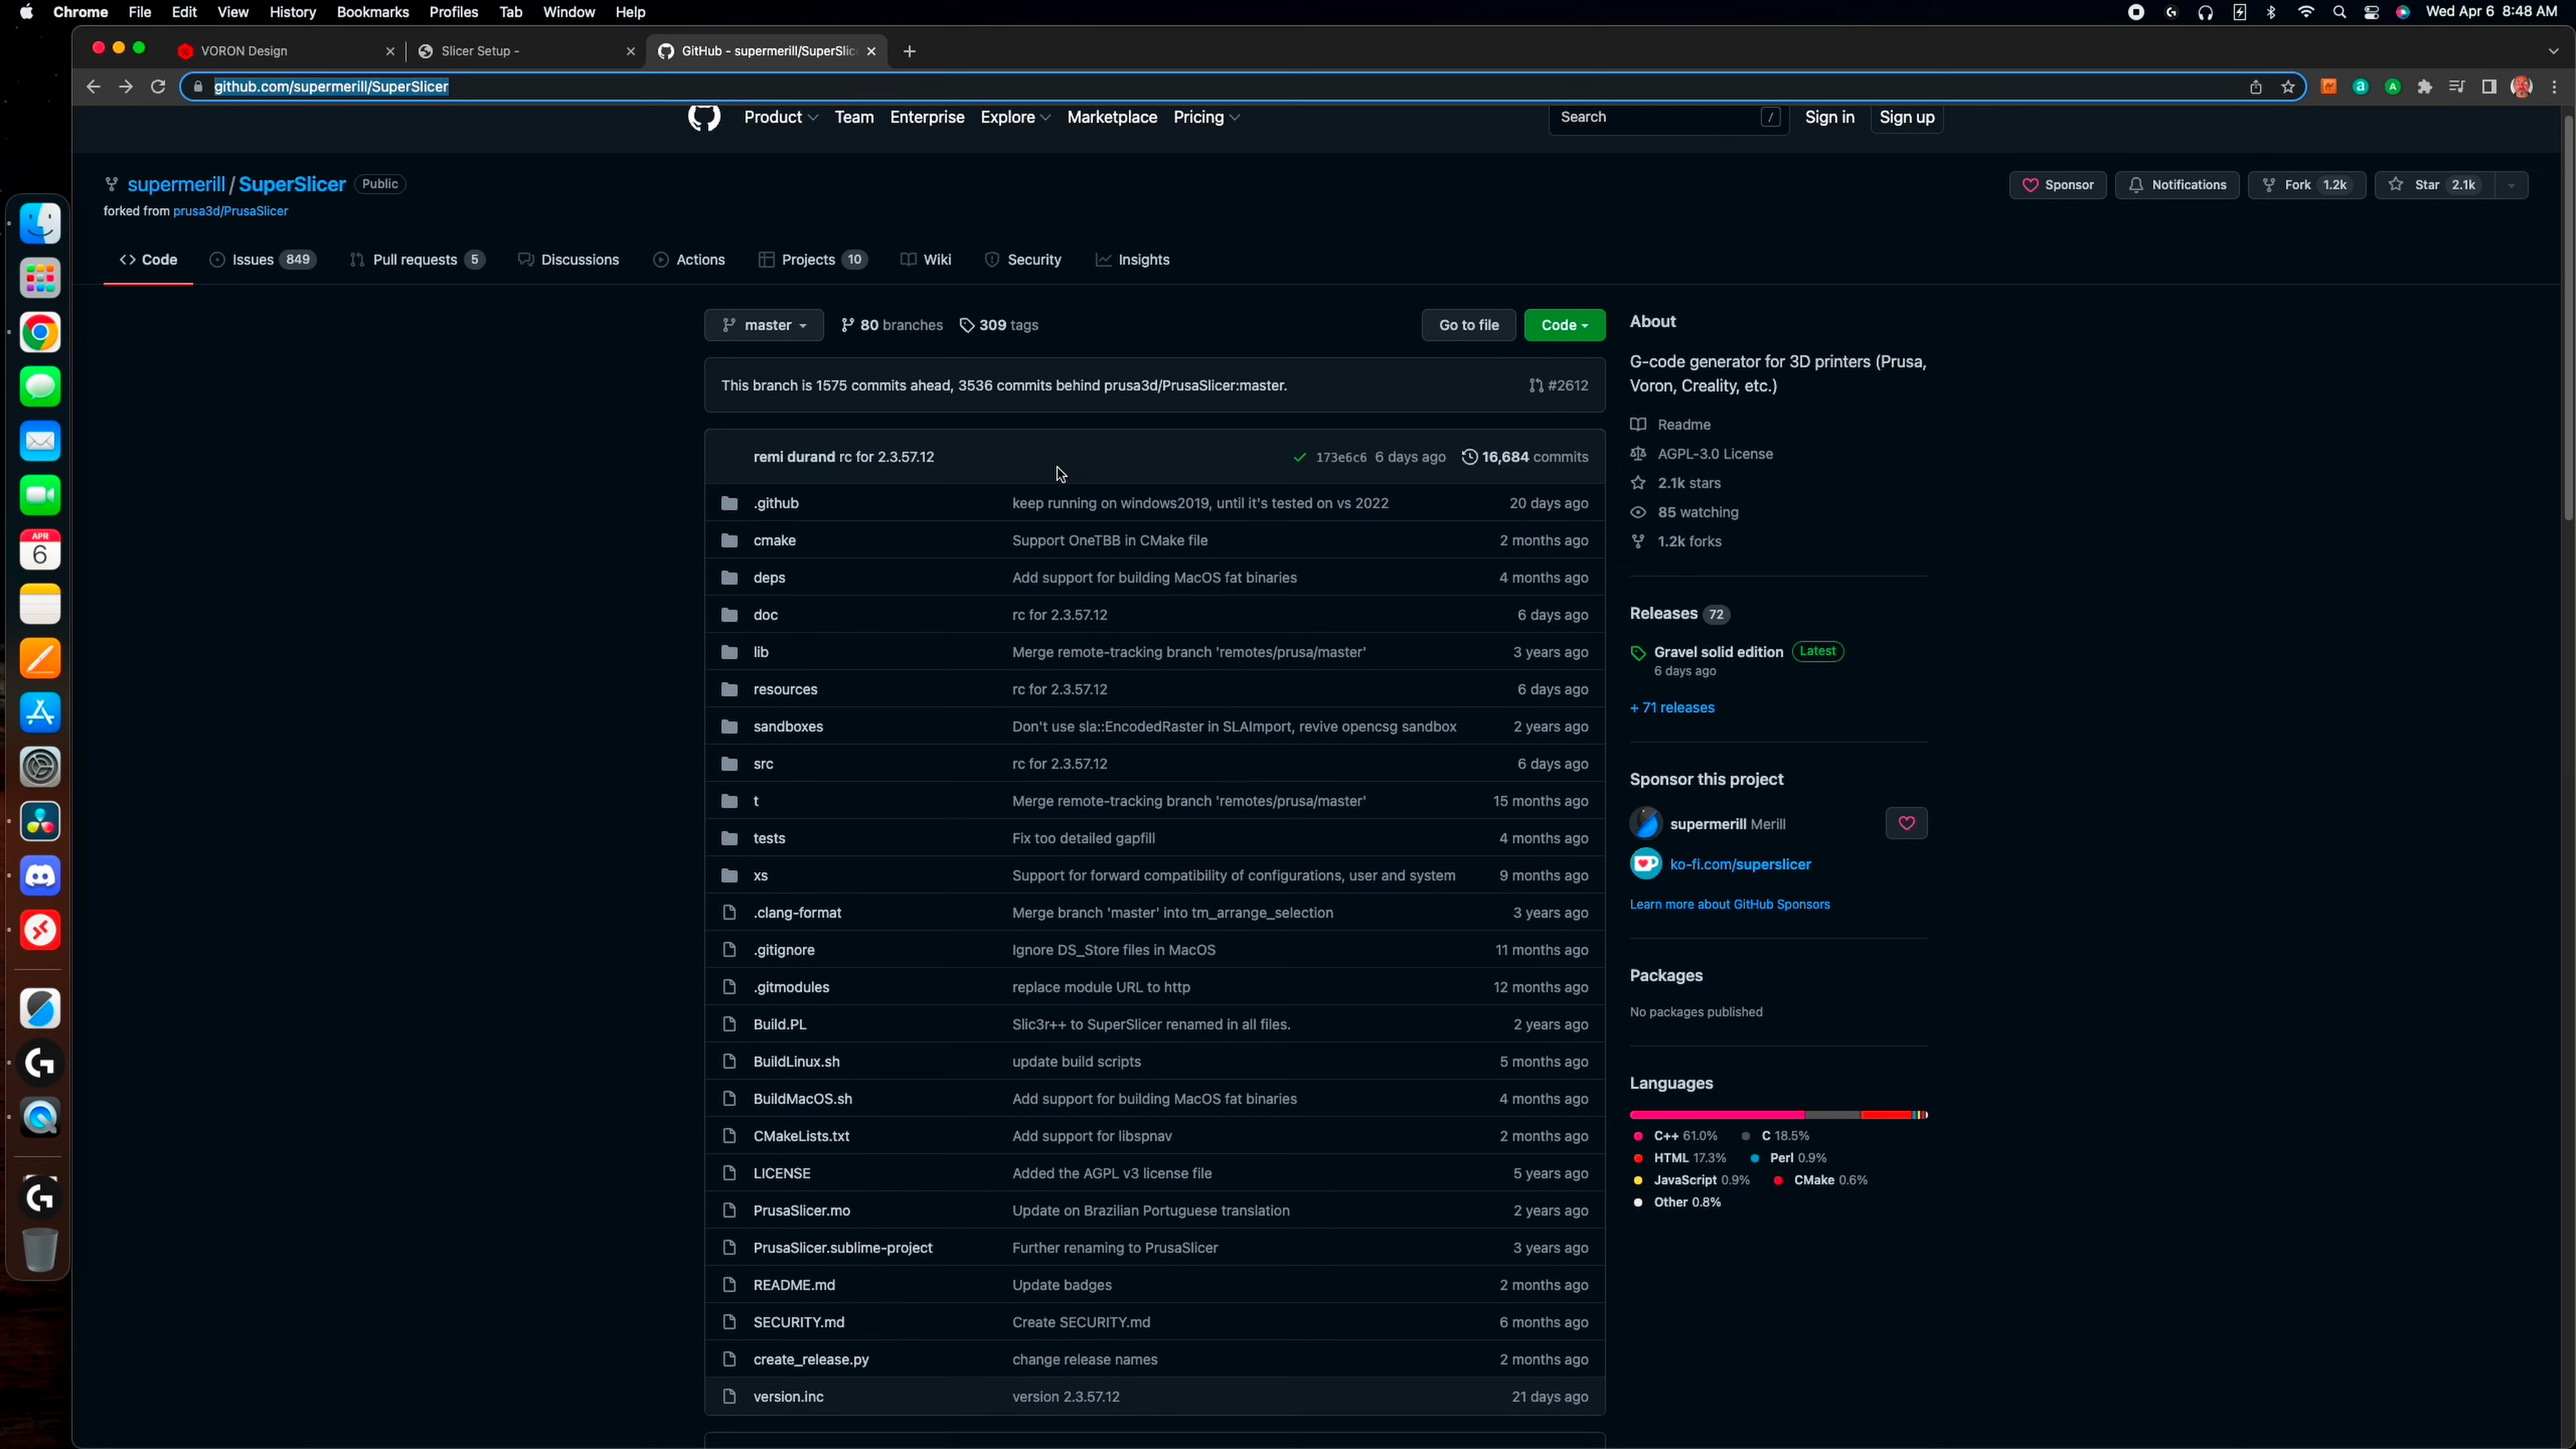 Chrome File Edit View History Bookmarks Profiles Tab Window Help
Wed Apr 6 8:48 AM
VORON Design
Slicer Setup -
GitHub - supermerill/SuperSlic
github.com/supermerill/SuperSlicer
Product Team Enterprise Explore Marketplace Pricing
Search /
Sign in Sign up
supermerill / SuperSlicer Public
forked from prusa3d/PrusaSlicer
Sponsor Notifications Fork 1.2k Star 2.1k
Code Issues 849 Pull requests 5 Discussions Actions Projects 10 Wiki Security Insights
master 80 branches 309 tags
Go to file Code
This branch is 1575 commits ahead, 3536 commits behind prusa3d/PrusaSlicer:master. #2612
remi durand rc for 2.3.57.12 173e6c6 6 days ago 16,684 commits
.github keep running on windows2019, until it's tested on vs 2022 20 days ago
cmake Support OneTBB in CMake file 2 months ago
deps Add support for building MacOS fat binaries 4 months ago
doc rc for 2.3.57.12 6 days ago
lib Merge remote-tracking branch 'remotes/prusa/master' 3 years ago
resources rc for 2.3.57.12 6 days ago
sandboxes Don't use sla::EncodedRaster in SLAImport, revive opencsg sandbox 2 years ago
src rc for 2.3.57.12 6 days ago
t Merge remote-tracking branch 'remotes/prusa/master' 15 months ago
tests Fix too detailed gapfill 4 months ago
xs Support for forward compatibility of configurations, user and system 9 months ago
.clang-format Merge branch 'master' into tm_arrange_selection 3 years ago
.gitignore Ignore DS_Store files in MacOS 11 months ago
.gitmodules replace module URL to http 12 months ago
Build.PL Slic3r++ to SuperSlicer renamed in all files. 2 years ago
BuildLinux.sh update build scripts 5 months ago
BuildMacOS.sh Add support for building MacOS fat binaries 4 months ago
CMakeLists.txt Add support for libspnav 2 months ago
LICENSE Added the AGPL v3 license file 5 years ago
PrusaSlicer.mo Update on Brazilian Portuguese translation 2 years ago
PrusaSlicer.sublime-project Further renaming to PrusaSlicer 3 years ago
README.md Update badges 2 months ago
SECURITY.md Create SECURITY.md 6 months ago
create_release.py change release names 2 months ago
version.inc version 2.3.57.12 21 days ago
About
G-code generator for 3D printers (Prusa,
Voron, Creality, etc.)
Readme
AGPL-3.0 License
2.1k stars
85 watching
1.2k forks
Releases 72
Gravel solid edition Latest
6 days ago
+ 71 releases
Sponsor this project
supermerill Merill
ko-fi.com/superslicer
Learn more about GitHub Sponsors
Packages
No packages published
Languages
C++ 61.0% C 18.5%
HTML 17.3% Perl 0.9%
JavaScript 0.9% CMake 0.6%
Other 0.8%
APR
6